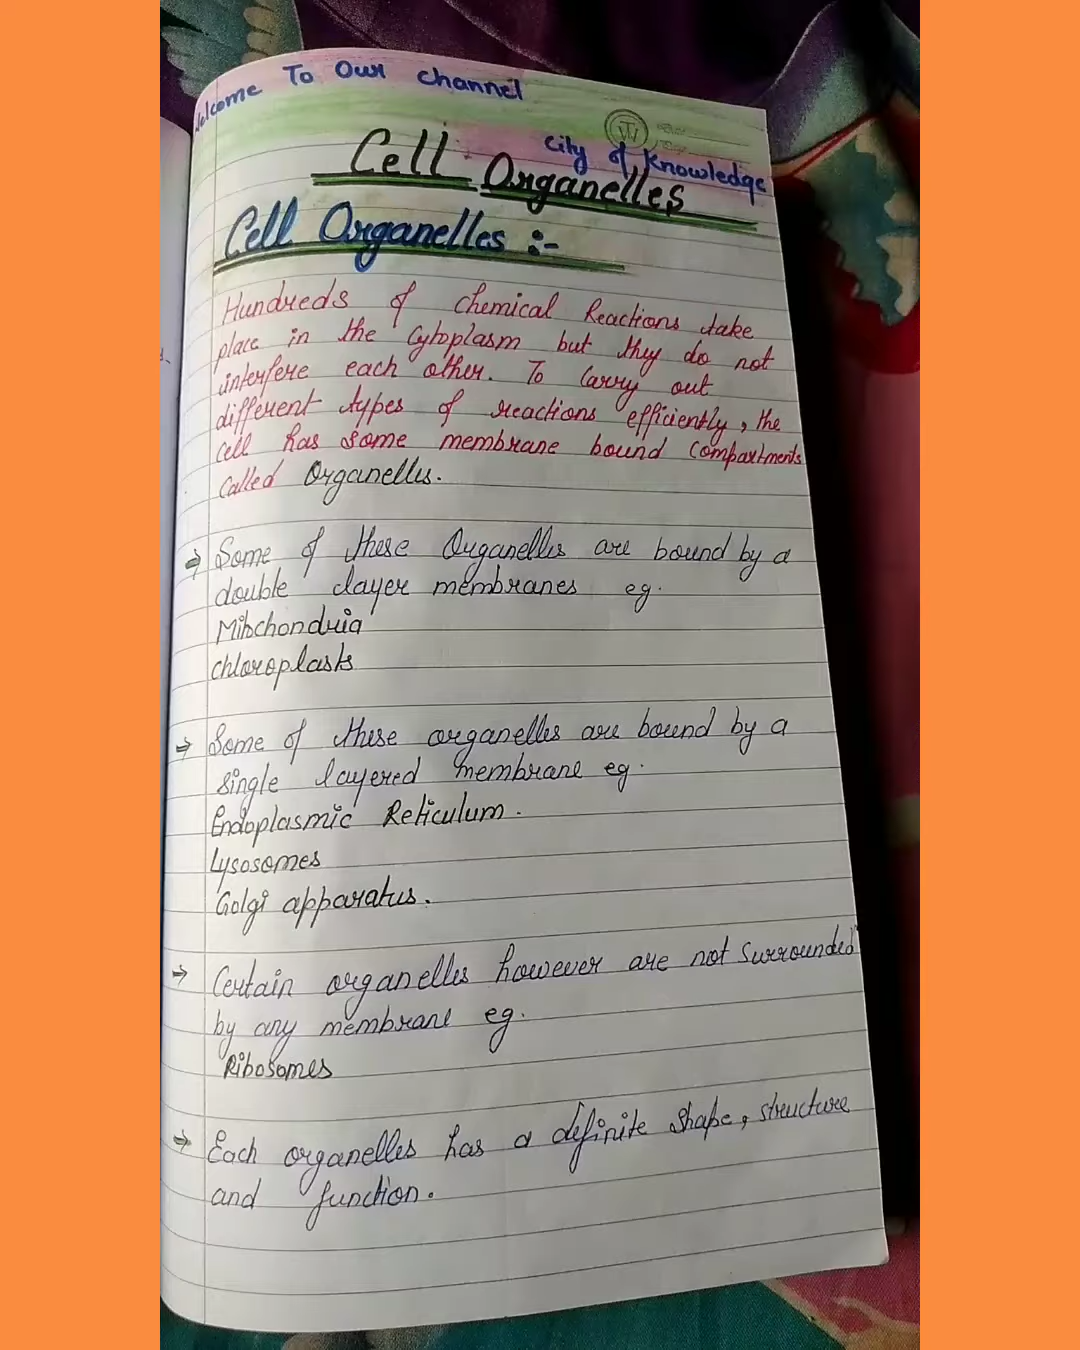 Welcome To Our Channel
City of Knowledge
Cell Organelles
Cell Organelles :-
Hundreds of chemical Reactions take
place in the Cytoplasm but they do not
interfere each other. To Carry out
different types of reactions efficiently, the
cell has some membrane bound Compartments
Called Organelles.
⇒ Some of these Organelles are bound by a
double layer membranes eg.
Mitochondria
chloroplasts
⇒ Some of these organelles are bound by a
single layered membrane eg.
Endoplasmic Reticulum.
Lysosomes
Golgi apparatus.
⇒ Certain organelles however are not surrounded
by any membrane eg.
Ribosomes
⇒ Each organelles has a definite shape, structure
and function.